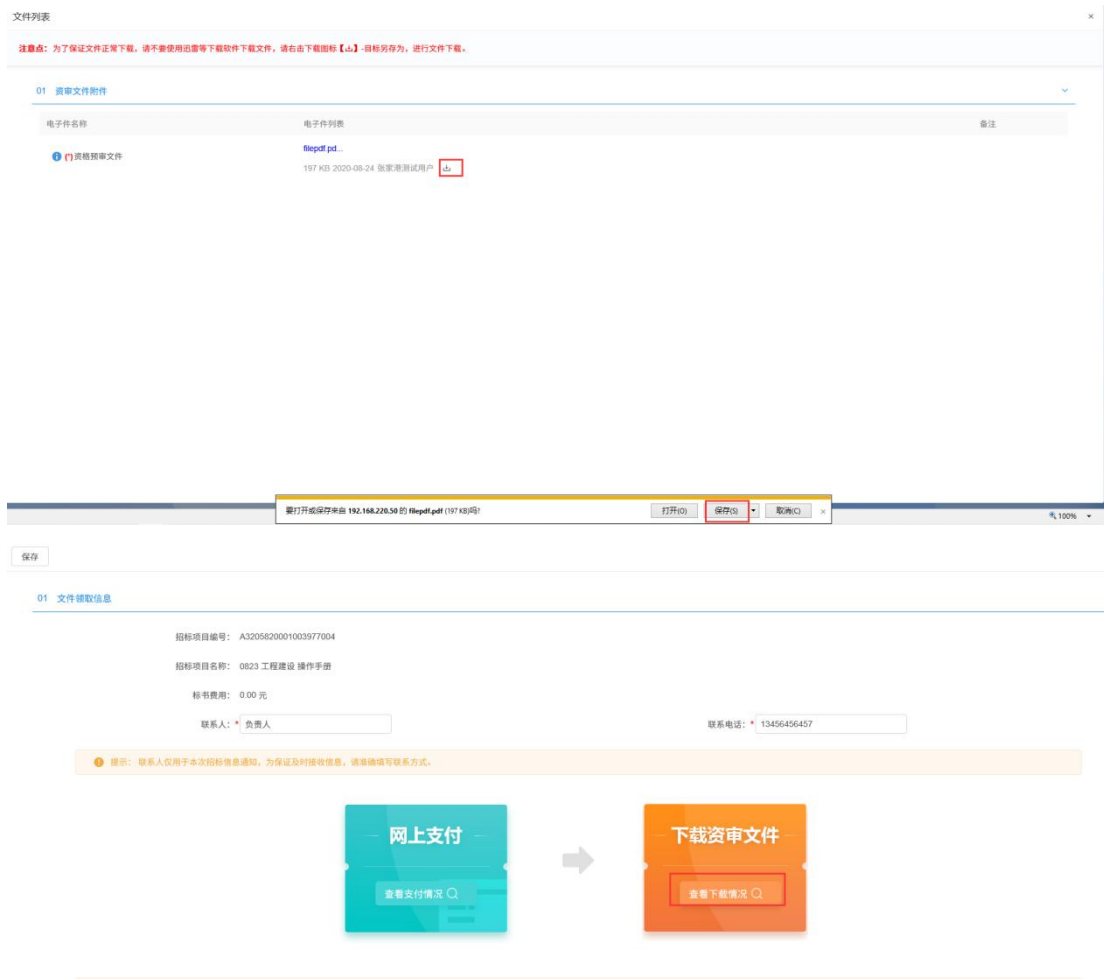 文件列表 ×
注意点：为了保证文件正常下载，请不要使用迅雷等下载软件下载文件，请右击下载图标【】-目标另存为，进行文件下载。
01 资审文件附件
电子件名称 电子件列表 备注
(*)资格预审文件
filepdf.pd...
197 KB 2020-08-24 张家港测试用户
要打开或保存来自 192.168.220.50 的 filepdf.pdf (197 KB)吗? 打开(O) 保存(S) 取消(C) ×
100%
保存
01 文件领取信息
招标项目编号： A3205820001003977004
招标项目名称： 0823 工程建设 操作手册
标书费用： 0.00 元
联系人：* 负责人 联系电话：* 13456456457
提示： 联系人仅用于本次招标信息通知，为保证及时接收信息，请准确填写联系方式。
网上支付 下载资审文件
查看支付情况 查看下载情况